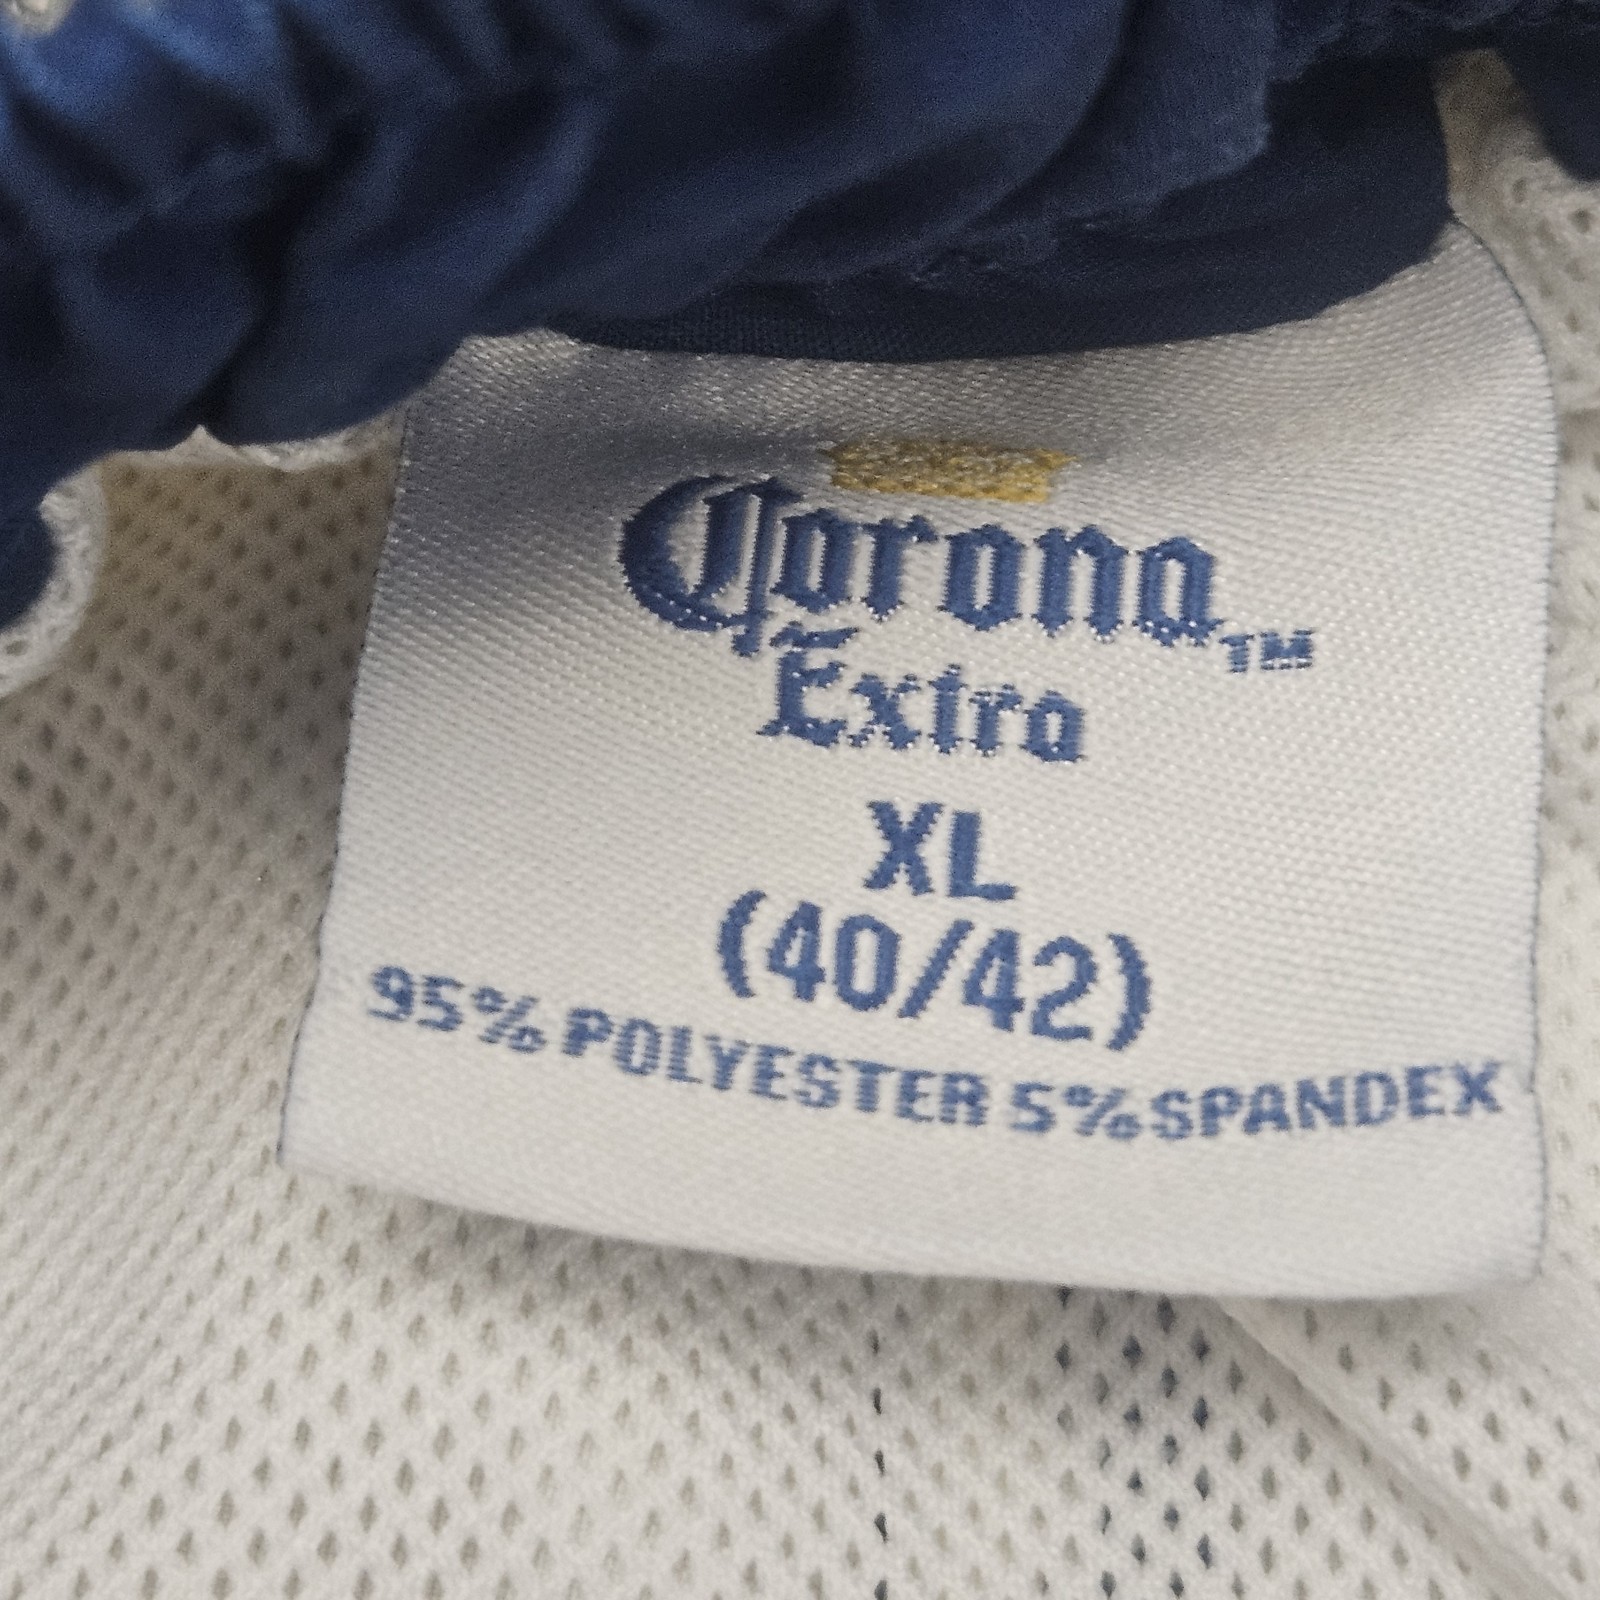 Corona™
Extra
XL
(40/42)
95% POLYESTER 5% SPANDEX